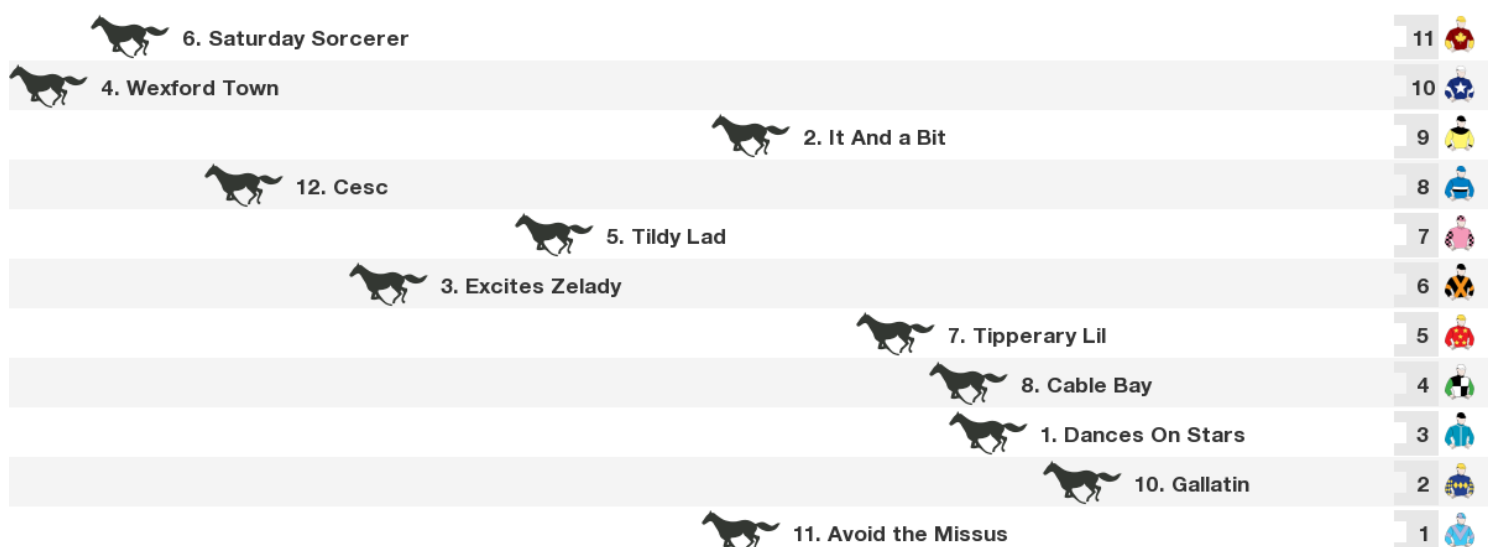 6. Saturday Sorcerer 11
4. Wexford Town 10
2. It And a Bit 9
12. Cesc 8
5. Tildy Lad 7
3. Excites Zelady 6
7. Tipperary Lil 5
8. Cable Bay 4
1. Dances On Stars 3
10. Gallatin 2
11. Avoid the Missus 1